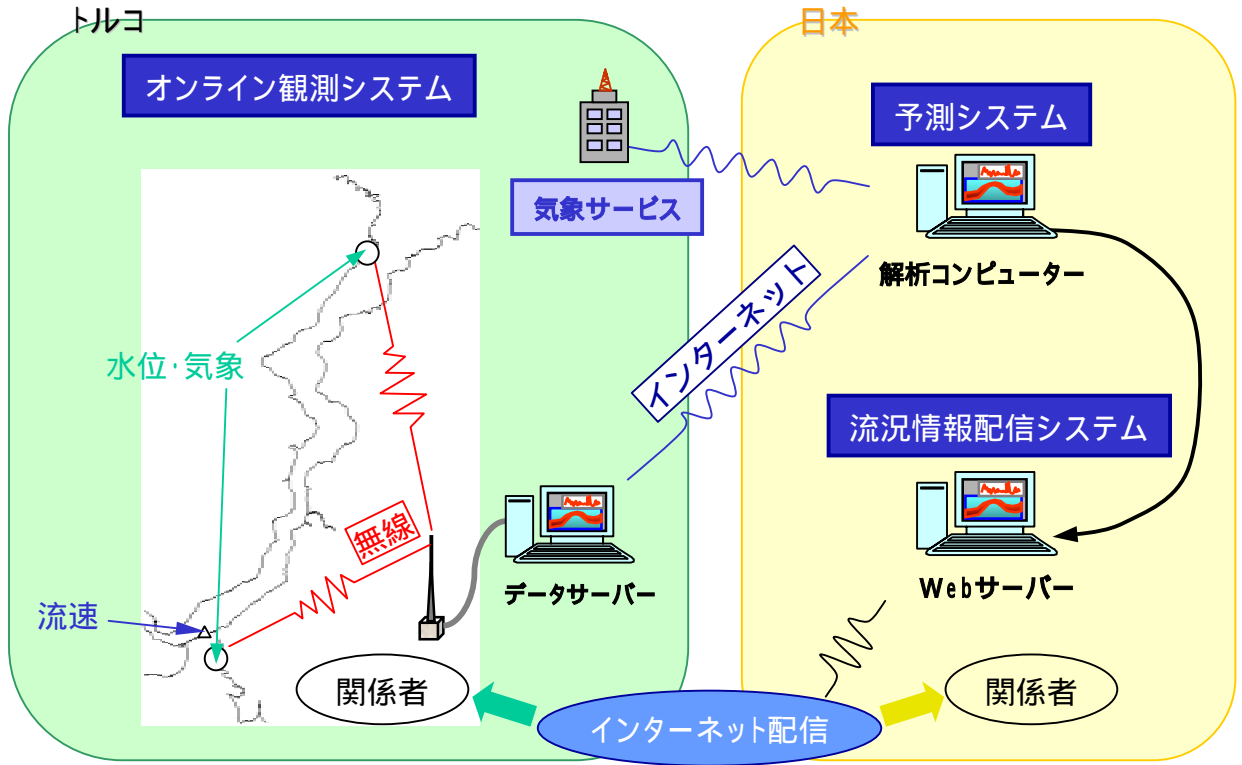 トルコ
日本
オンライン観測システム
予測システム
気象サービス
解析コンピューター
インターネット
水位・気象
流況情報配信システム
無線
データサーバー
Webサーバー
流速
関係者
関係者
インターネット配信